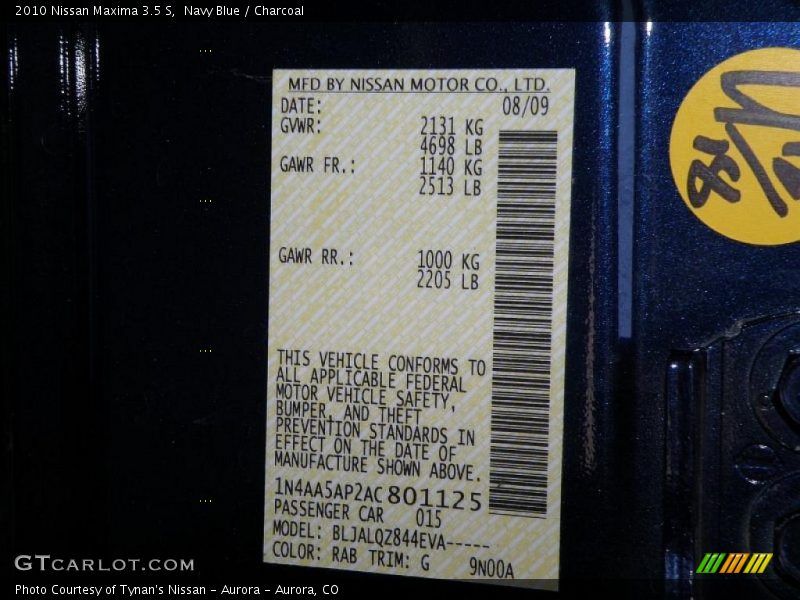 2010 Nissan Maxima 3.5 S,  Navy Blue / Charcoal
MFD BY NISSAN MOTOR CO., LTD.
DATE: 08/09
GVWR: 2131 KG
4698 LB
GAWR FR.: 1140 KG
2513 LB
GAWR RR.: 1000 KG
2205 LB
THIS VEHICLE CONFORMS TO
ALL APPLICABLE FEDERAL
MOTOR VEHICLE SAFETY,
BUMPER, AND THEFT
PREVENTION STANDARDS IN
EFFECT ON THE DATE OF
MANUFACTURE SHOWN ABOVE.
1N4AA5AP2AC801125
PASSENGER CAR 015
MODEL: BLJALQZ844EVA-----
COLOR: RAB TRIM: G 9N00A
GTCARLOT.COM
Photo Courtesy of Tynan's Nissan - Aurora - Aurora, CO